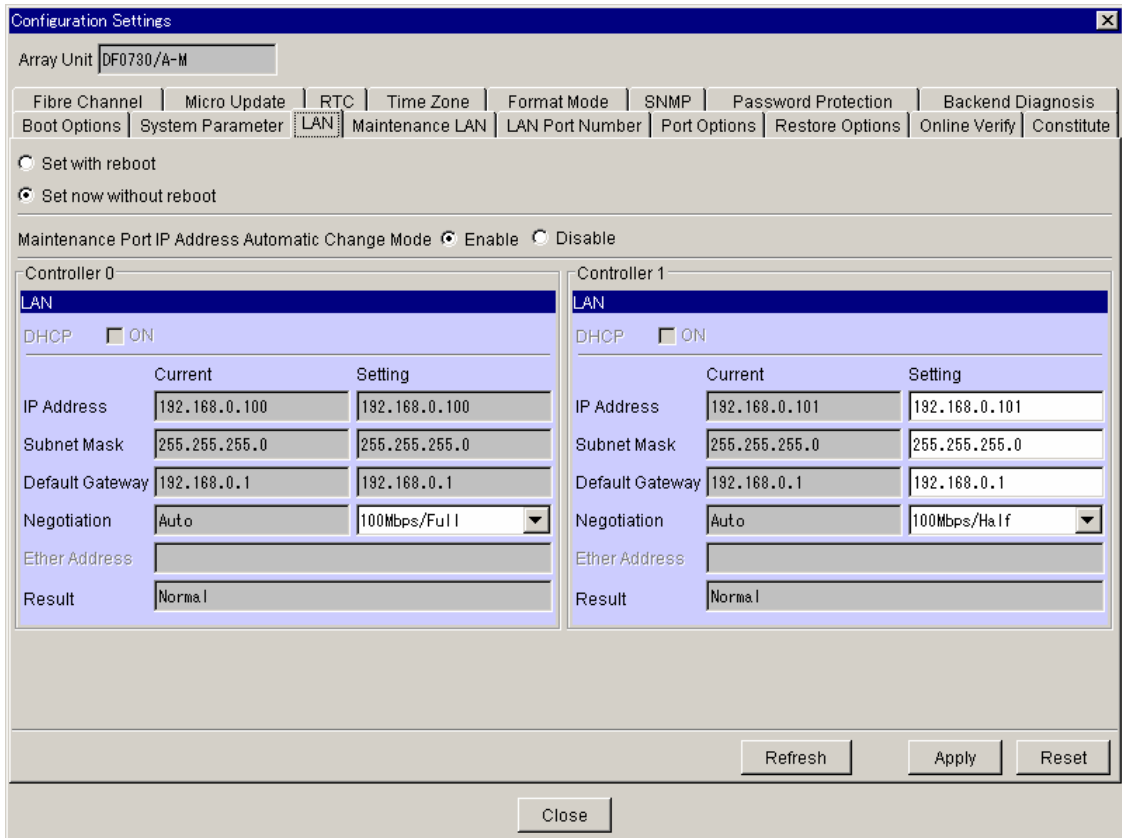 Configuration Settings
Array Unit DF0730/A-M
Fibre Channel Micro Update RTC Time Zone Format Mode SNMP Password Protection Backend Diagnosis
Boot Options System Parameter LAN Maintenance LAN LAN Port Number Port Options Restore Options Online Verify Constitute
Set with reboot
Set now without reboot
Maintenance Port IP Address Automatic Change Mode Enable Disable
Controller 0 Controller 1
LAN LAN
DHCP ON DHCP ON
Current Setting Current Setting
IP Address 192.168.0.100 192.168.0.100 IP Address 192.168.0.101 192.168.0.101
Subnet Mask 255.255.255.0 255.255.255.0 Subnet Mask 255.255.255.0 255.255.255.0
Default Gateway 192.168.0.1 192.168.0.1 Default Gateway 192.168.0.1 192.168.0.1
Negotiation Auto 100Mbps/Full Negotiation Auto 100Mbps/Half
Ether Address Ether Address
Result Normal Result Normal
Refresh Apply Reset
Close